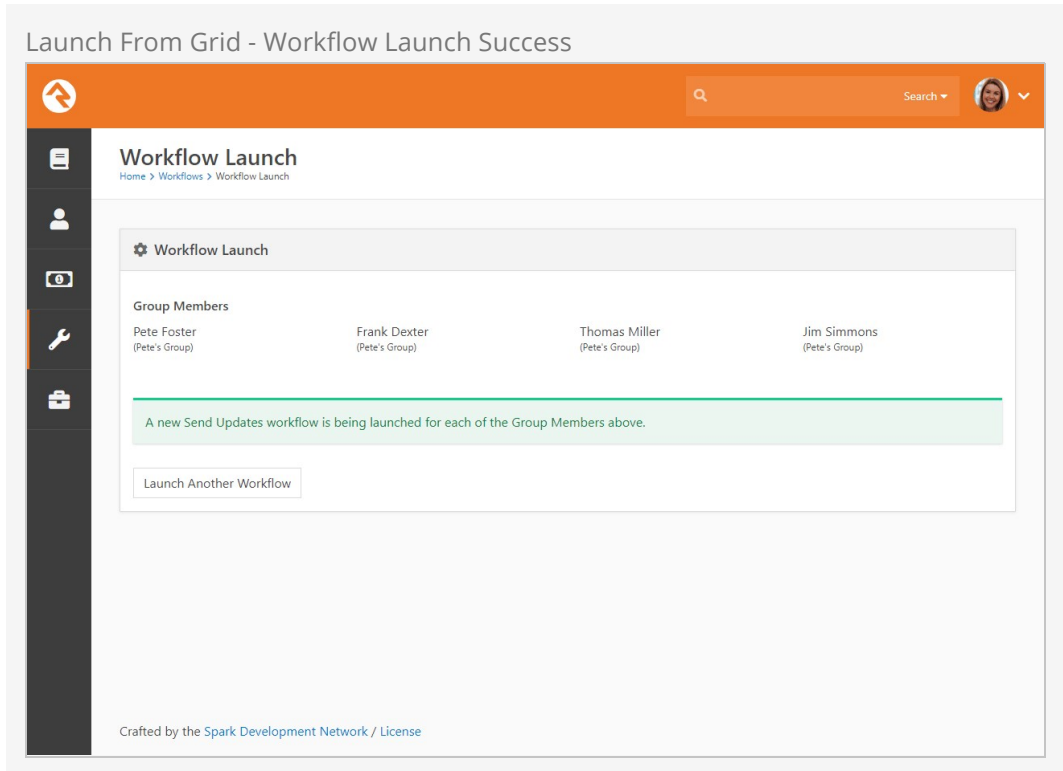 Launch From Grid - Workflow Launch Success
Search
Workflow Launch
Home > Workflows > Workflow Launch
Workflow Launch
Group Members
Pete Foster Frank Dexter Thomas Miller Jim Simmons
(Pete's Group) (Pete's Group) (Pete's Group) (Pete's Group)
A new Send Updates workflow is being launched for each of the Group Members above.
Launch Another Workflow
Crafted by the Spark Development Network / License